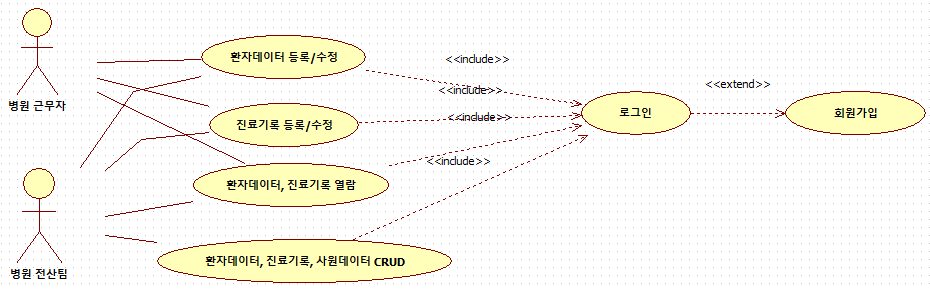 환자데이터 등록/수정
<<include>>
<<extend>>
<<include>>
병원 근무자
로그인
회원가입
<<include>>
진료기록 등록/수정
<<include>>
환자데이터, 진료기록 열람
환자데이터, 진료기록, 사원데이터 CRUD
병원 전산팀